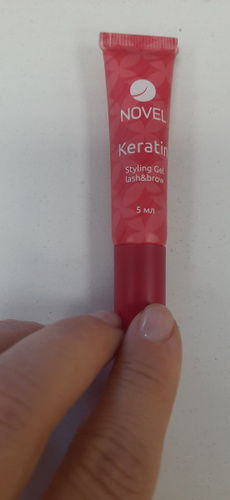 NOVEL
Keratin
Styling Gel
lash&brow
5 мл